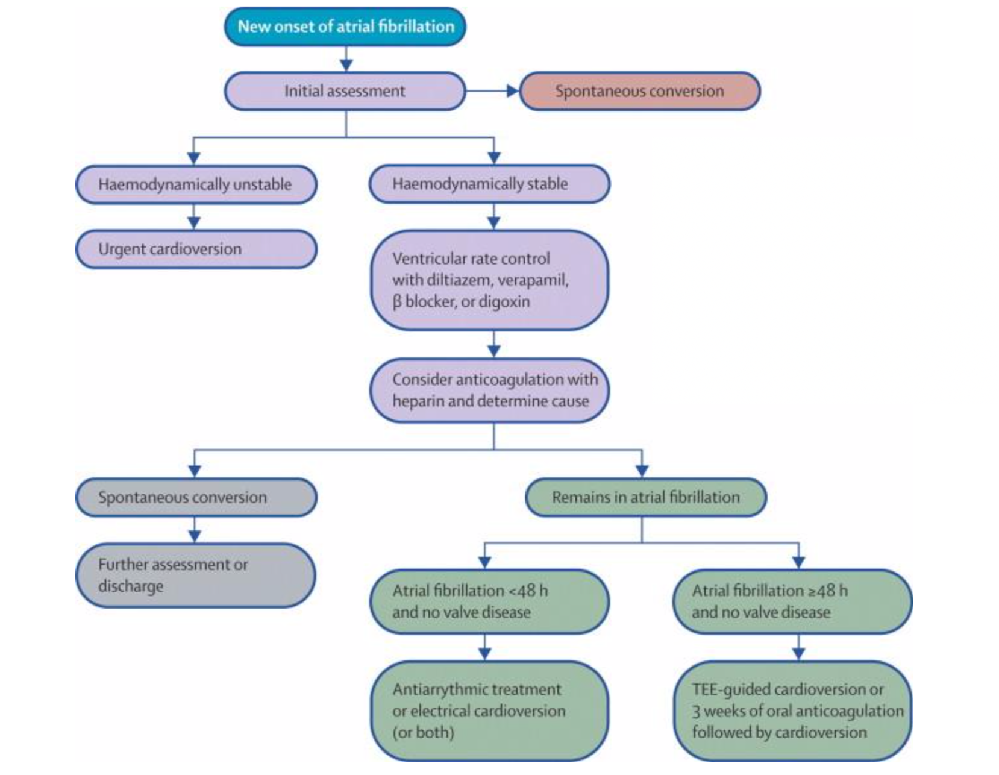 New onset of atrial fibrillation
Initial assessment
Spontaneous conversion
Haemodynamically unstable
Haemodynamically stable
Urgent cardioversion
Ventricular rate control
with diltiazem, verapamil,
β blocker, or digoxin
Consider anticoagulation with
heparin and determine cause
Spontaneous conversion
Remains in atrial fibrillation
Further assessment or
discharge
Atrial fibrillation <48 h
and no valve disease
Atrial fibrillation ≥48 h
and no valve disease
Antiarrythmic treatment
or electrical cardioversion
(or both)
TEE-guided cardioversion or
3 weeks of oral anticoagulation
followed by cardioversion